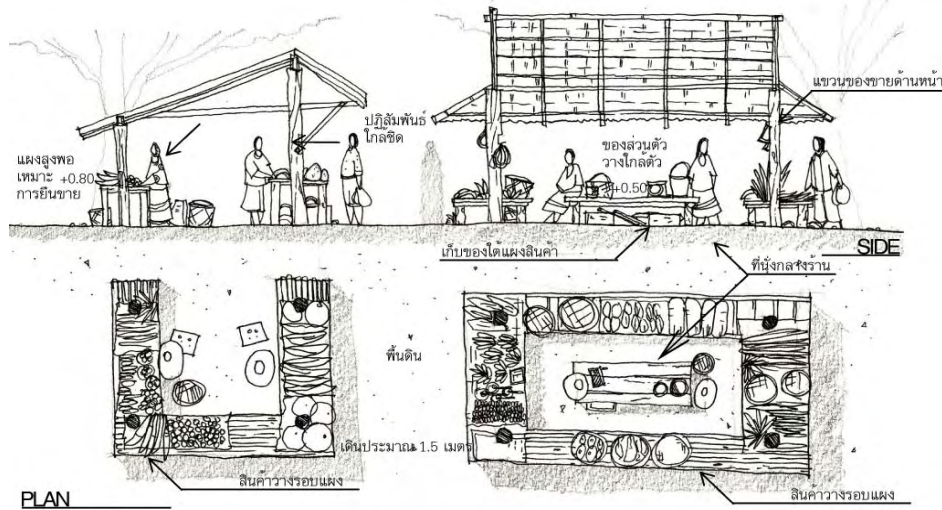 แขวนของขายด้านหน้า
ปฏิสัมพันธ์
ใกล้ชิด
ของส่วนตัว
วางใกล้ตัว
+0.50
แผงสูงพอ
เหมาะ +0.80
การยืนขาย
SIDE
เก็บของใต้แผงสินค้า
ที่นั่งกลางร้าน
พื้นดิน
เดินประมาณ 1.5 เมตร
สินค้าวางรอบแผง
สินค้าวางรอบแผง
PLAN